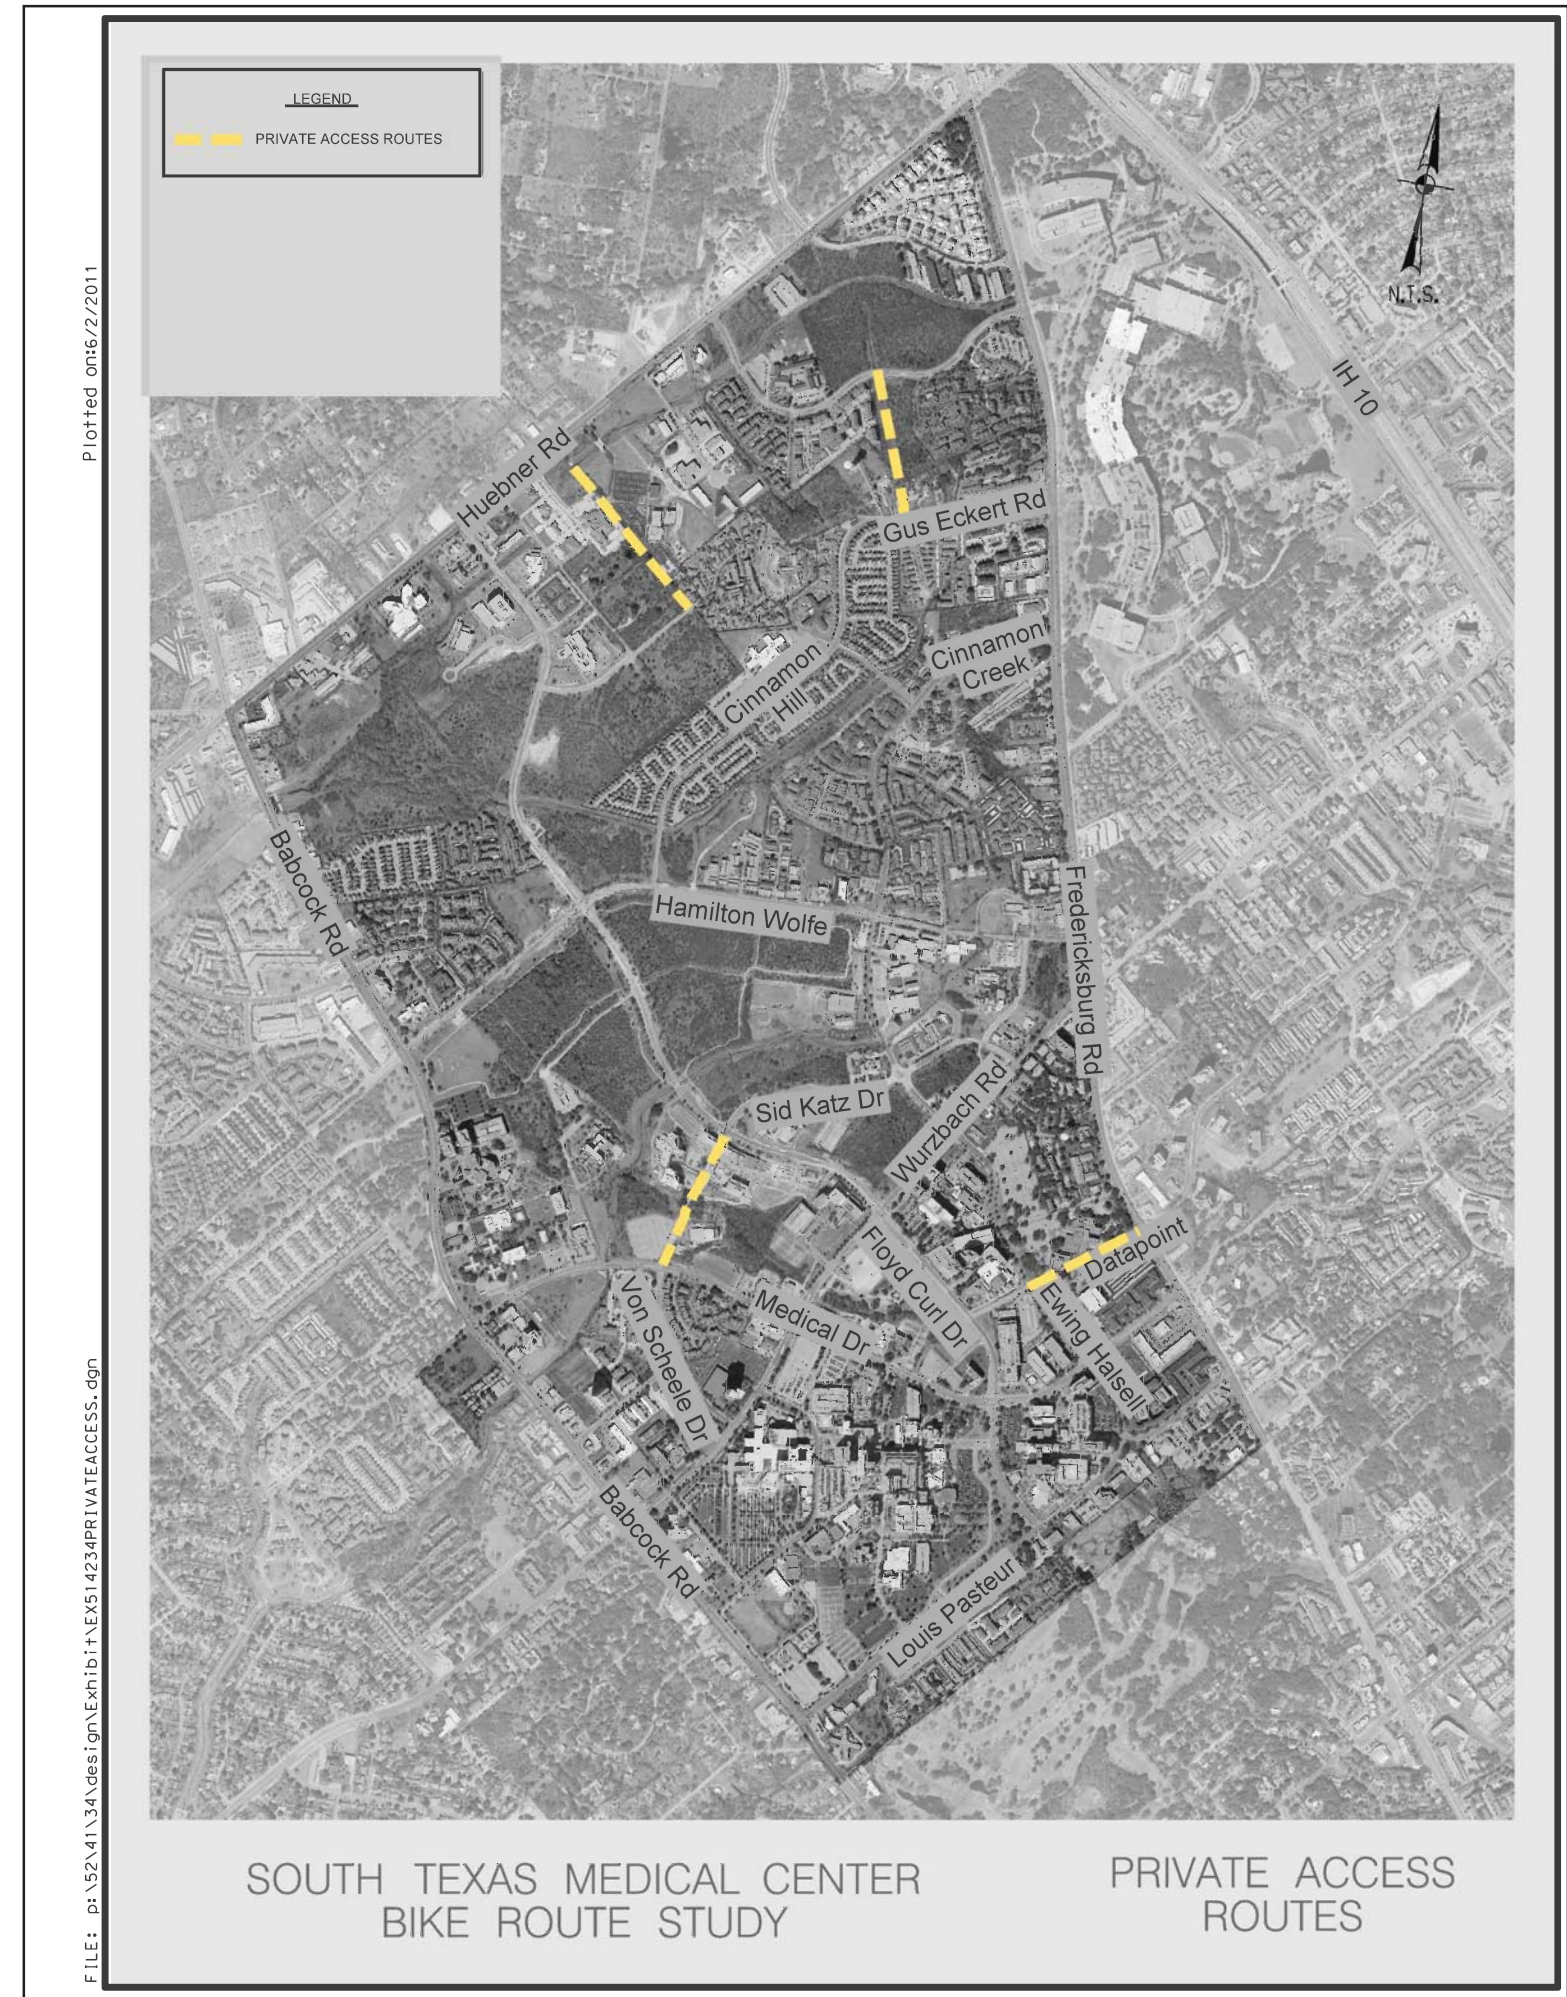 LEGEND
PRIVATE ACCESS ROUTES
N.T.S.
IH 10
Huebner Rd
Gus Eckert Rd
Cinnamon
Creek
Cinnamon
Hill
Babcock Rd
Hamilton Wolfe
Fredericksburg Rd
Sid Katz Dr
Wurzbach Rd
Datapoint
Floyd Curl Dr
Ewing Halsell
Von Scheele Dr
Medical Dr
Babcock Rd
Louis Pasteur
SOUTH TEXAS MEDICAL CENTER
BIKE ROUTE STUDY
PRIVATE ACCESS
ROUTES
Plotted on:6/2/2011
FILE: p:\52\41\34\design\Exhibit\EX514234PRIVATEACCESS.dgn